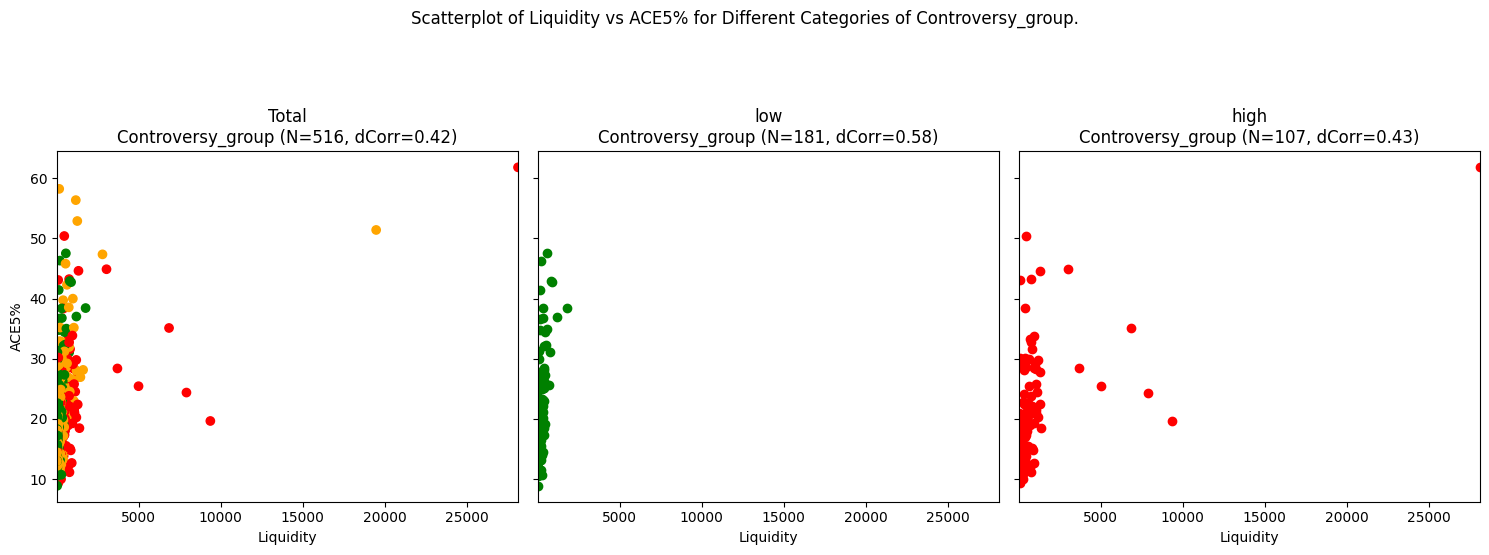 Scatterplot of Liquidity vs ACE5% for Different Categories of Controversy_group.
Total
Controversy_group (N=516, dCorr=0.42)
low
Controversy_group (N=181, dCorr=0.58)
high
Controversy_group (N=107, dCorr=0.43)
ACE5%
60
50
40
30
20
10
5000 10000 15000 20000 25000
Liquidity
5000 10000 15000 20000 25000
Liquidity
5000 10000 15000 20000 25000
Liquidity